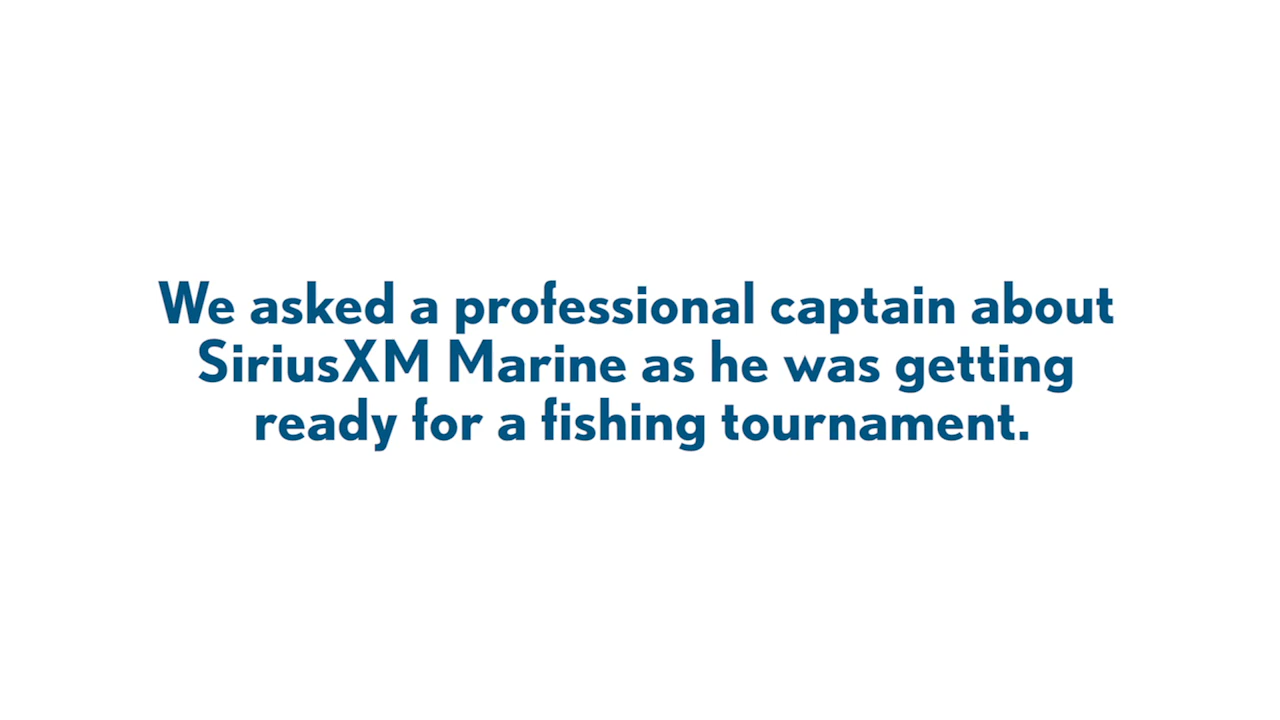 We asked a professional captain about
SiriusXM Marine as he was getting
ready for a fishing tournament.